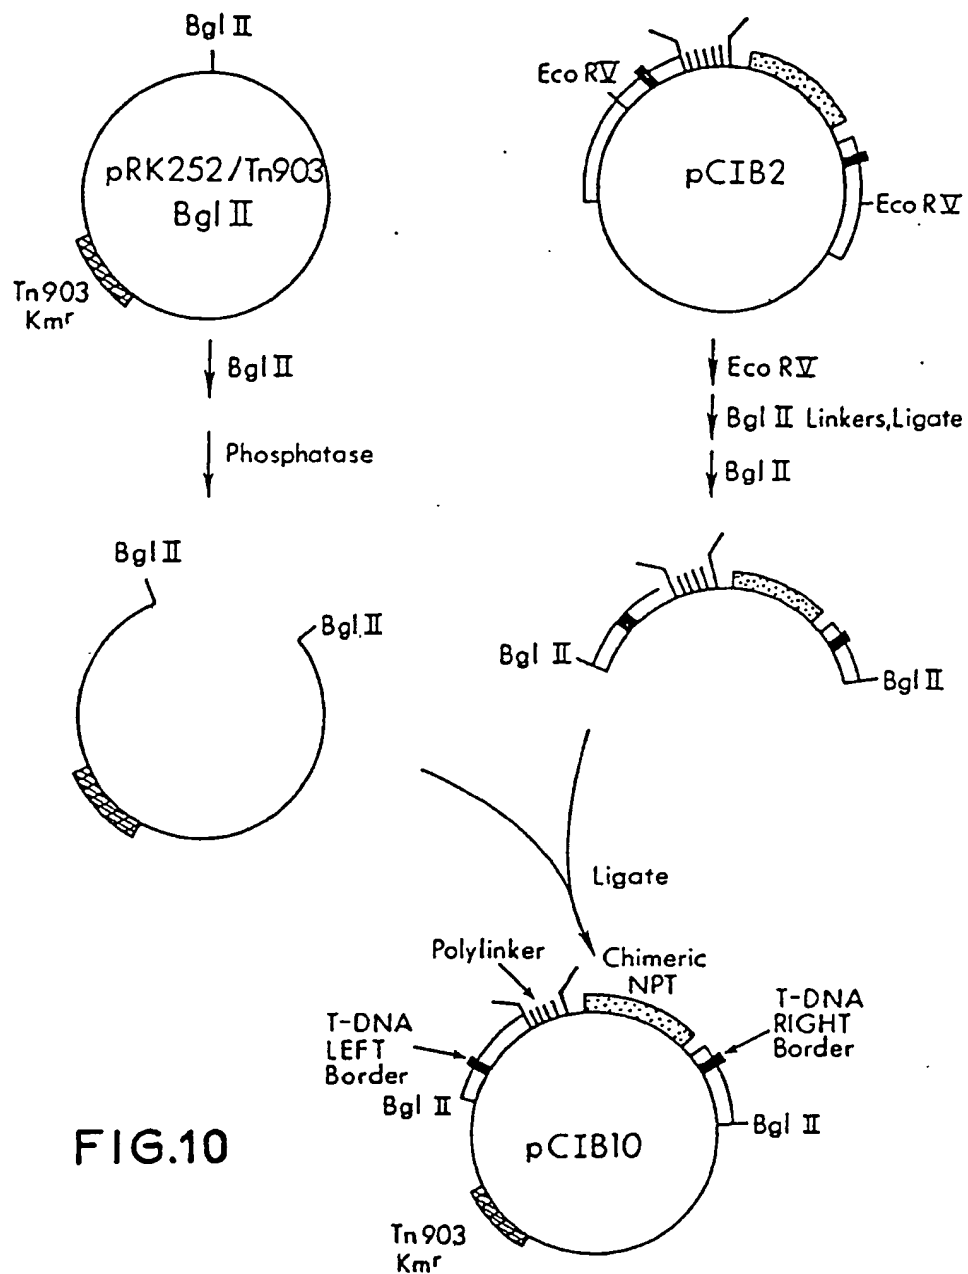 Bgl II
pRK252/Tn903
Bgl II
Tn903
Kmr
Bgl II
Phosphatase
Eco RV
pCIB2
Eco RV
Eco RV
Bgl II Linkers,Ligate
Bgl II
Bgl II
Bgl II
Bgl II
Bgl II
Ligate
Polylinker
Chimeric
NPT
T-DNA
LEFT
Border
T-DNA
RIGHT
Border
Bgl II
Bgl II
pCIB10
Tn903
Kmr
FIG.10